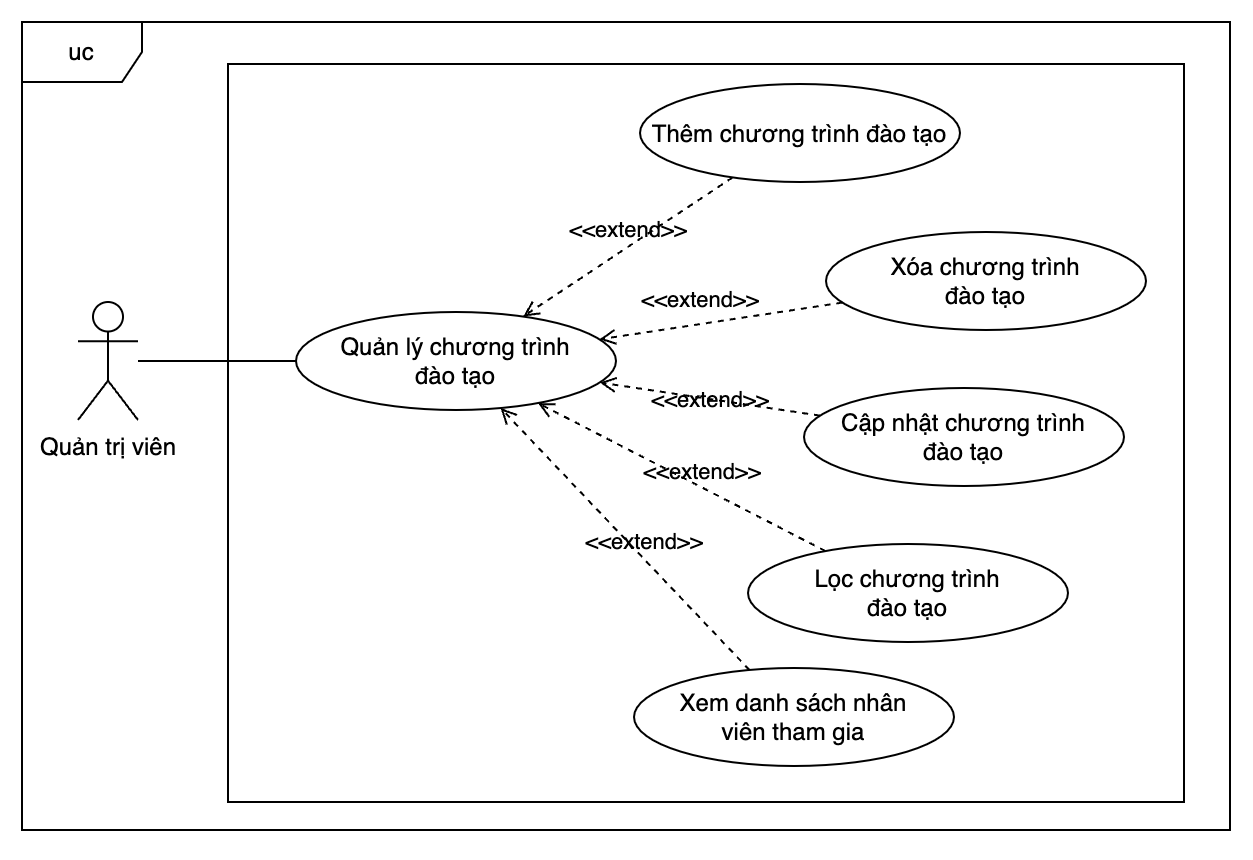 uc
Thêm chương trình đào tạo
<<extend>>
Xóa chương trình
đào tạo
<<extend>>
Quản lý chương trình
đào tạo
<<extend>>
Cập nhật chương trình
đào tạo
Quản trị viên
<<extend>>
<<extend>>
Lọc chương trình
đào tạo
Xem danh sách nhân
viên tham gia